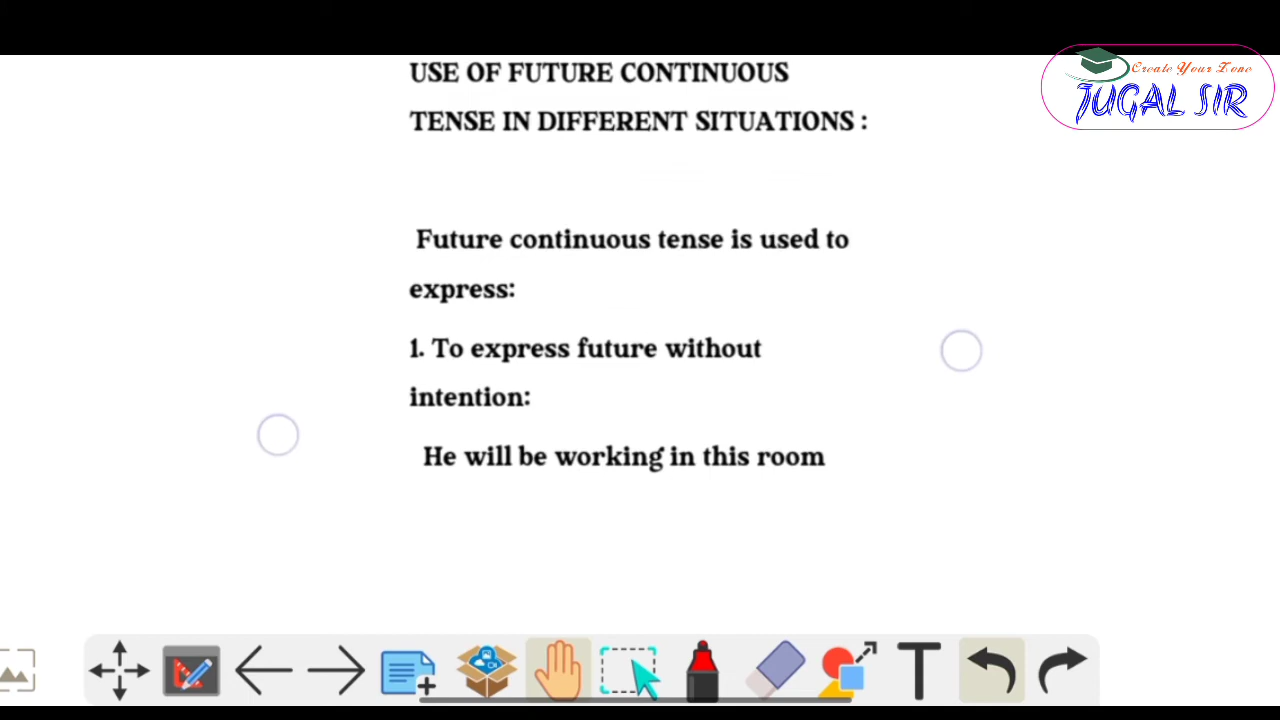 USE OF FUTURE CONTINUOUS
TENSE IN DIFFERENT SITUATIONS :
Create Your Zone
JUGAL SIR
Future continuous tense is used to
express:
1. To express future without
intention:
He will be working in this room